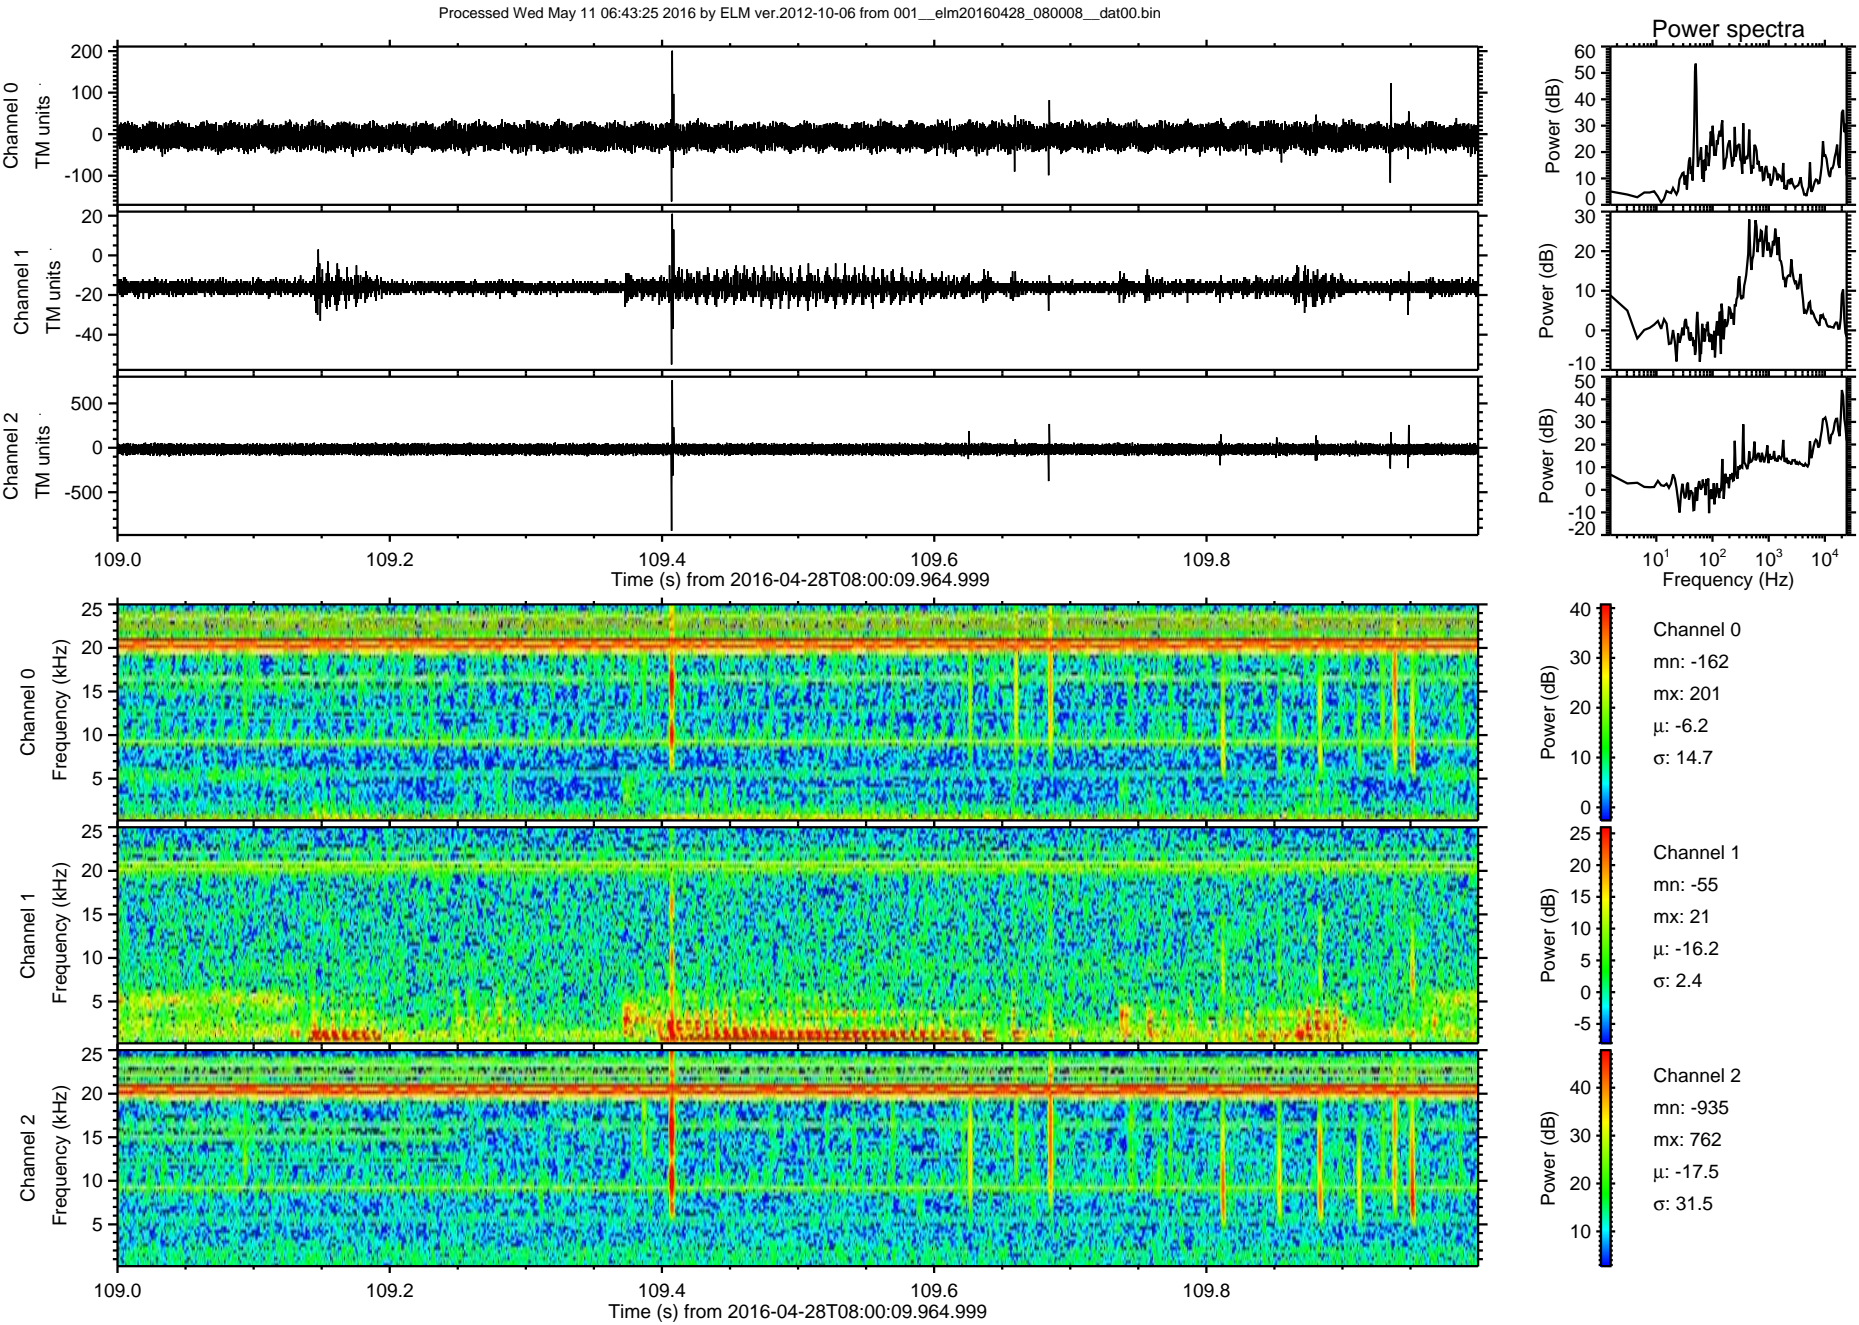 Processed Wed May 11 06:43:25 2016 by ELM ver.2012-10-06 from 001__elm20160428_080008__dat00.bin
Power spectra
Channel 0
TM units
200
100
0
-100
Power (dB)
60
50
40
30
20
10
0
Channel 1
TM units
20
0
-20
-40
Power (dB)
30
20
10
0
-10
Channel 2
TM units
500
0
-500
Power (dB)
50
40
30
20
10
0
-10
-20
109.0 109.2 109.4 109.6 109.8
Time (s) from 2016-04-28T08:00:09.964.999
10^1 10^2 10^3 10^4
Frequency (Hz)
Channel 0
Frequency (kHz)
25
20
15
10
5
Power (dB)
40
30
20
10
0
Channel 0
mn: -162
mx: 201
µ: -6.2
σ: 14.7
Channel 1
Frequency (kHz)
25
20
15
10
5
Power (dB)
25
20
15
10
5
0
-5
Channel 1
mn: -55
mx: 21
µ: -16.2
σ: 2.4
Channel 2
Frequency (kHz)
25
20
15
10
5
Power (dB)
40
30
20
10
Channel 2
mn: -935
mx: 762
µ: -17.5
σ: 31.5
109.0 109.2 109.4 109.6 109.8
Time (s) from 2016-04-28T08:00:09.964.999